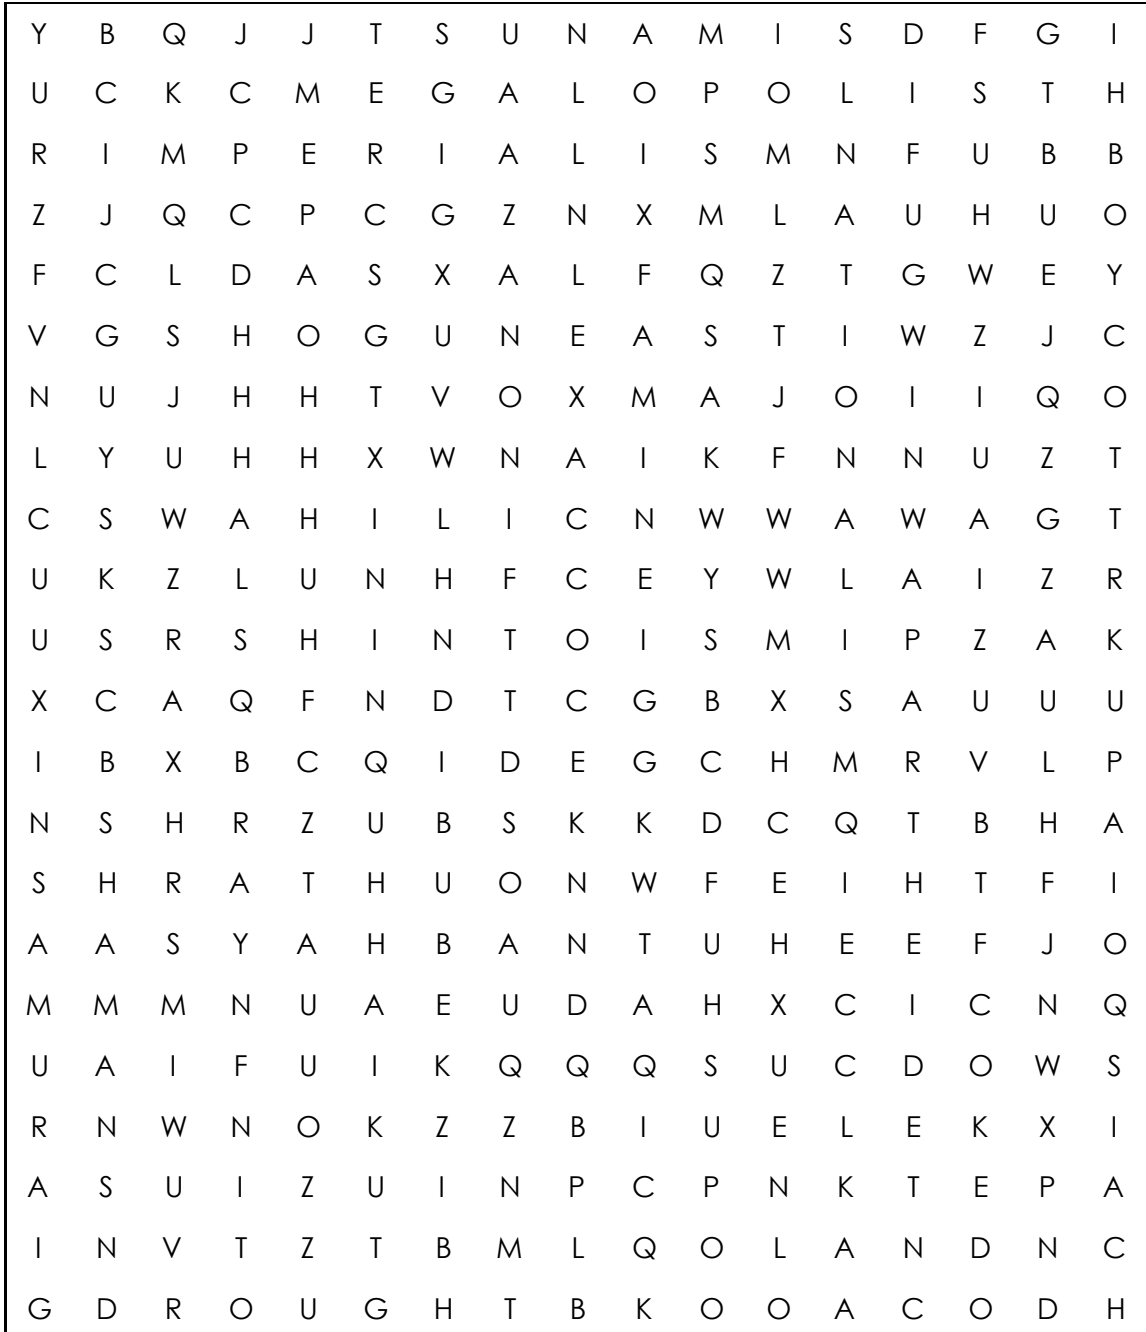 Y B Q J J T S U N A M I S D F G I
U C K C M E G A L O P O L I S T H
R I M P E R I A L I S M N F U B B
Z J Q C P C G Z N X M L A U H U O
F C L D A S X A L F Q Z T G W E Y
V G S H O G U N E A S T I W Z J C
N U J H H T V O X M A J O I I Q O
L Y U H H X W N A I K F N N U Z T
C S W A H I L I C N W W A W A G T
U K Z L U N H F C E Y W L A I Z R
U S R S H I N T O I S M I P Z A K
X C A Q F N D T C G B X S A U U U
I B X B C Q I D E G C H M R V L P
N S H R Z U B S K K D C Q T B H A
S H R A T H U O N W F E I H T F I
A A S Y A H B A N T U H E E F J O
M M M N U A E U D A H X C I C N Q
U A I F U I K Q Q Q S U C D O W S
R N W N O K Z Z B I U E L E K X I
A S U I Z U I N P C P N K T E P A
I N V T Z T B M L Q O L A N D N C
G D R O U G H T B K O O A C O D H